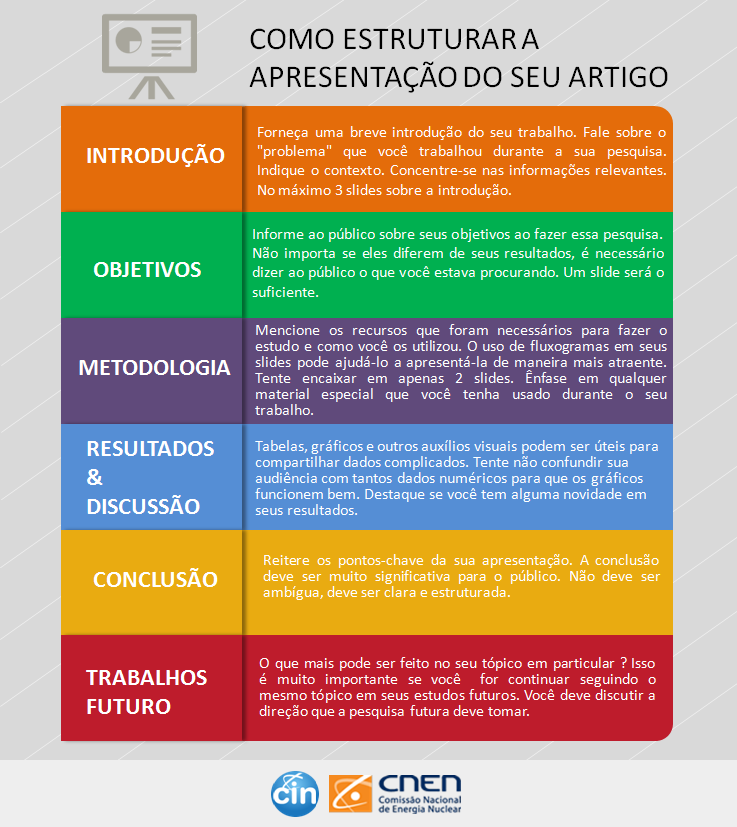 COMO ESTRUTURAR A
APRESENTAÇÃO DO SEU ARTIGO
INTRODUÇÃO
Forneça uma breve introdução do seu trabalho. Fale sobre o
"problema" que você trabalhou durante a sua pesquisa.
Indique o contexto. Concentre-se nas informações relevantes.
No máximo 3 slides sobre a introdução.
OBJETIVOS
Informe ao público sobre seus objetivos ao fazer essa pesquisa.
Não importa se eles diferem de seus resultados, é necessário
dizer ao público o que você estava procurando. Um slide será o
suficiente.
METODOLOGIA
Mencione os recursos que foram necessários para fazer o
estudo e como você os utilizou. O uso de fluxogramas em seus
slides pode ajudá-lo a apresentá-la de maneira mais atraente.
Tente encaixar em apenas 2 slides. Ênfase em qualquer
material especial que você tenha usado durante o seu
trabalho.
RESULTADOS
&
DISCUSSÃO
Tabelas, gráficos e outros auxílios visuais podem ser úteis para
compartilhar dados complicados. Tente não confundir sua
audiência com tantos dados numéricos para que os gráficos
funcionem bem. Destaque se você tem alguma novidade em
seus resultados.
CONCLUSÃO
Reitere os pontos-chave da sua apresentação. A conclusão
deve ser muito significativa para o público. Não deve ser
ambígua, deve ser clara e estruturada.
TRABALHOS
FUTURO
O que mais pode ser feito no seu tópico em particular ? Isso
é muito importante se você for continuar seguindo o
mesmo tópico em seus estudos futuros. Você deve discutir a
direção que a pesquisa futura deve tomar.
cin
CNEN
Comissão Nacional
de Energia Nuclear